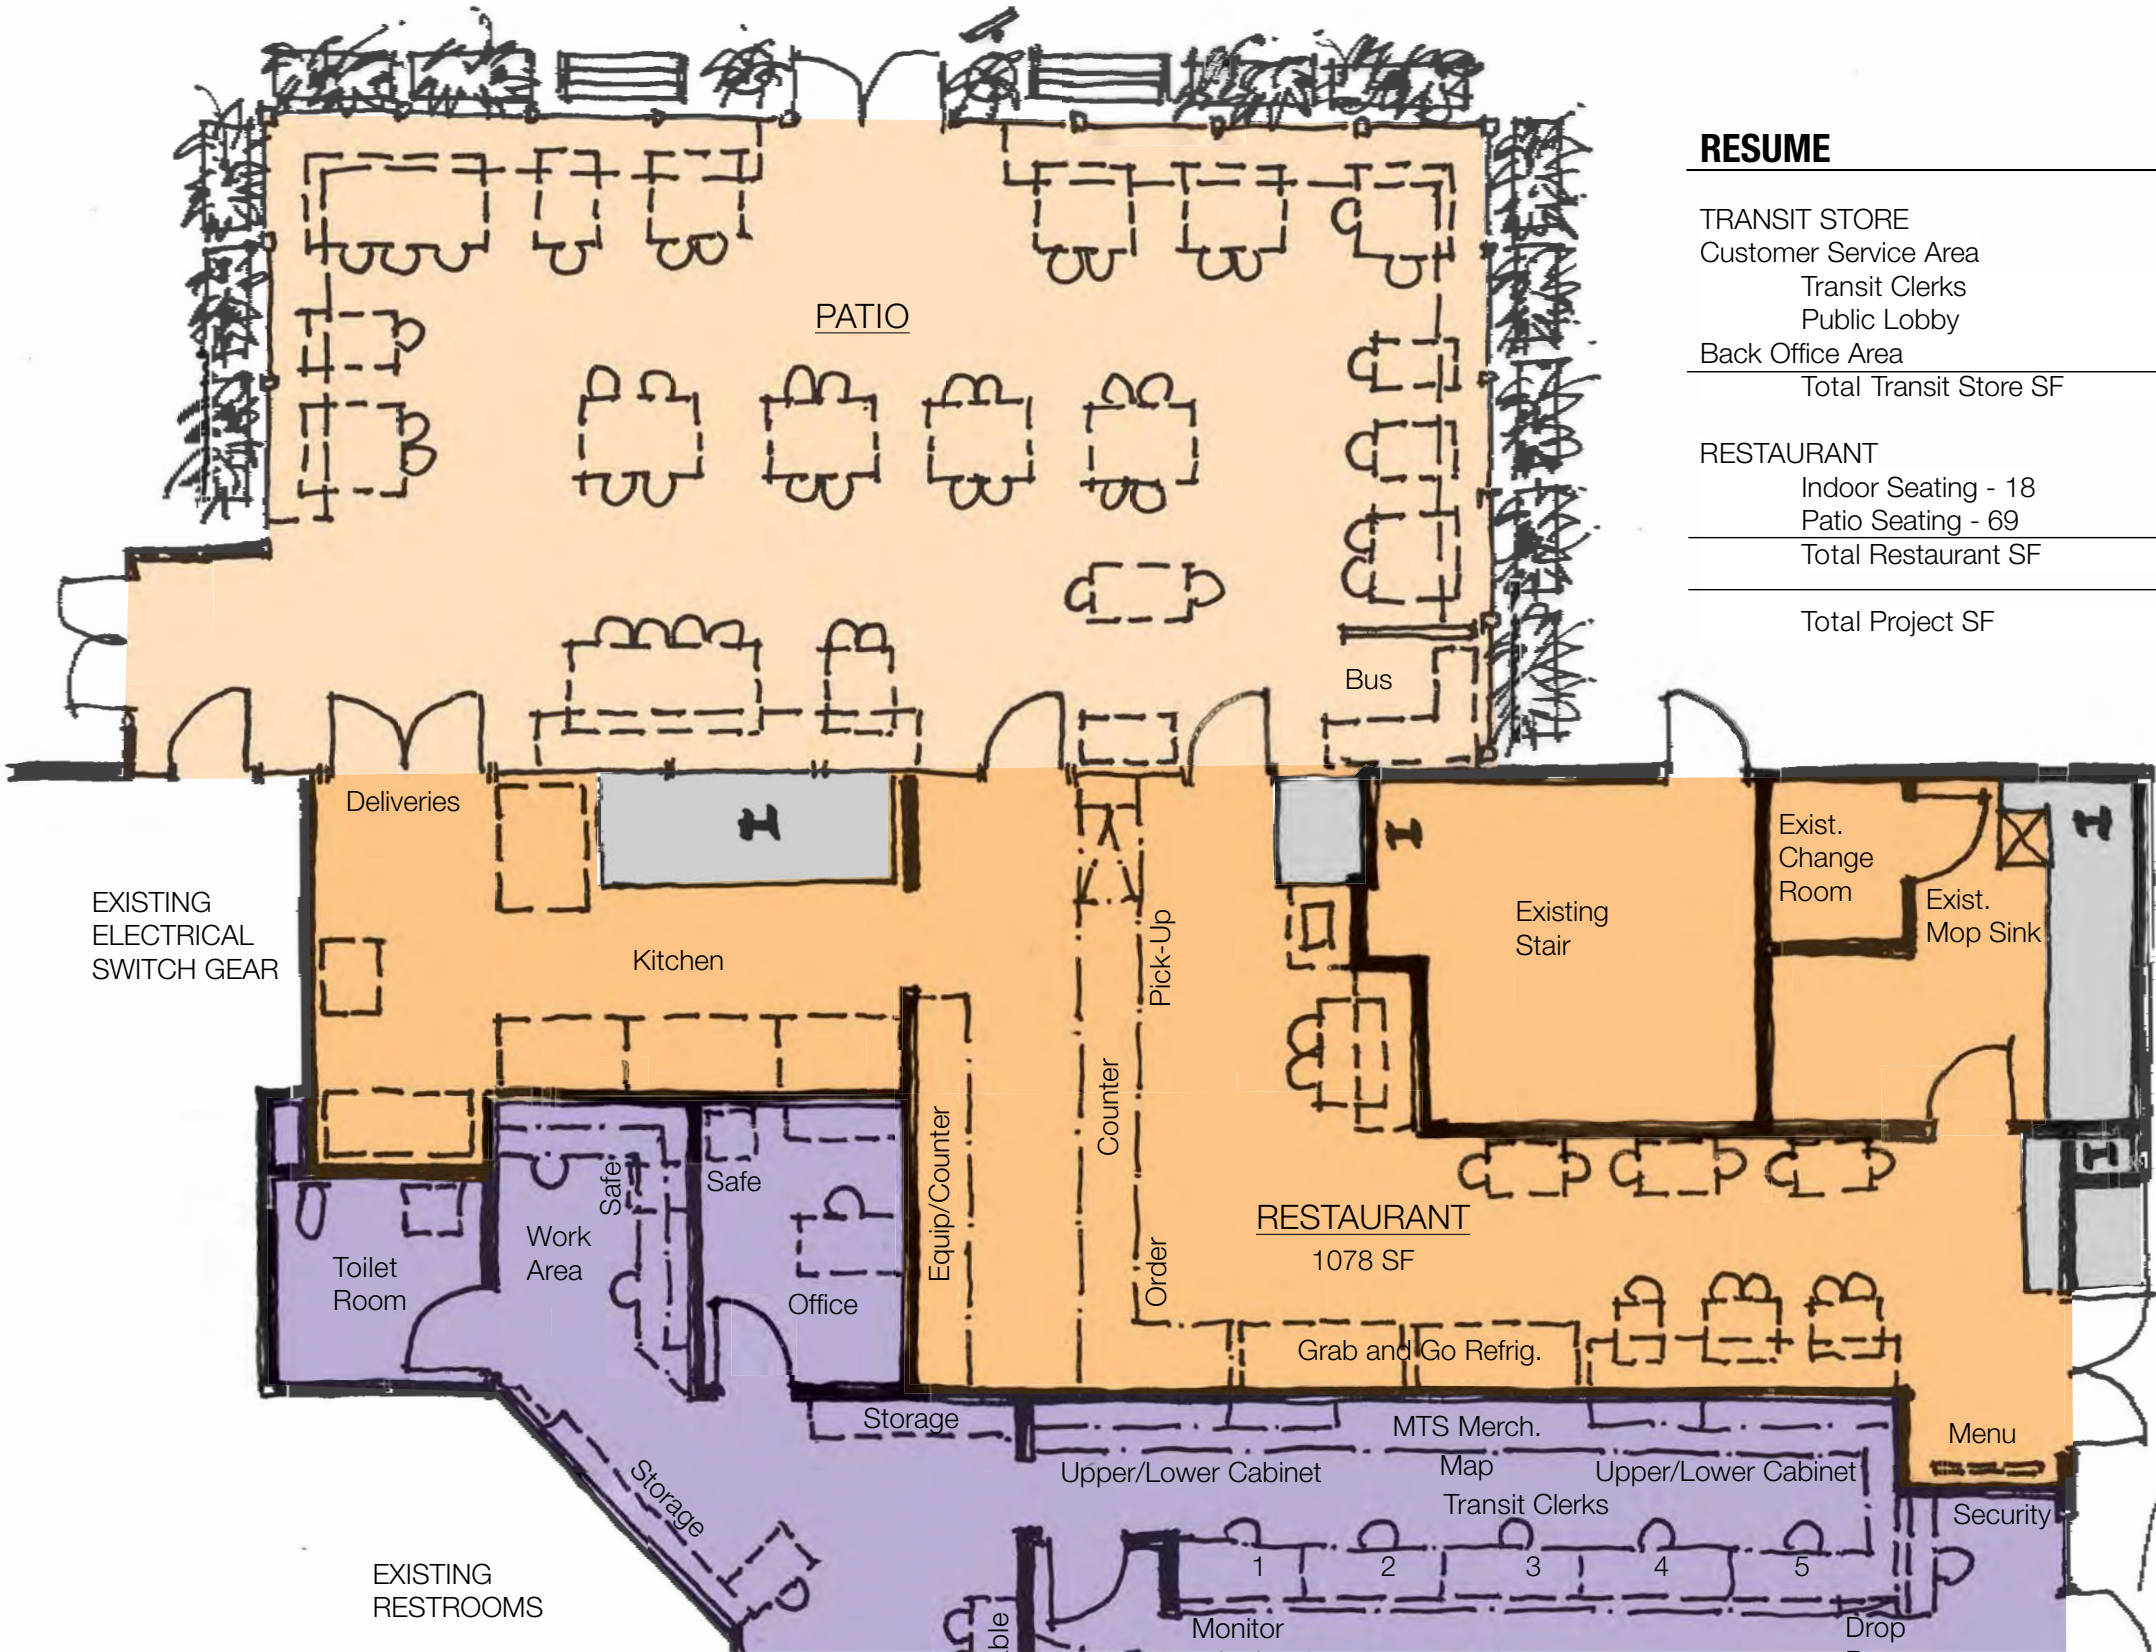 RESUME
TRANSIT STORE
Customer Service Area
Transit Clerks
Public Lobby
Back Office Area
Total Transit Store SF
RESTAURANT
Indoor Seating - 18
Patio Seating - 69
Total Restaurant SF
Total Project SF
PATIO
Bus
Deliveries
EXISTING
ELECTRICAL
SWITCH GEAR
Kitchen
Pick-Up
Counter
Order
Equip/Counter
Existing
Stair
Exist.
Change
Room
Exist.
Mop Sink
RESTAURANT
1078 SF
Grab and Go Refrig.
Safe
Safe
Work
Area
Toilet
Room
Office
Storage
Storage
MTS Merch.
Upper/Lower Cabinet
Map
Upper/Lower Cabinet
Transit Clerks
Menu
Security
1
2
3
4
5
EXISTING
RESTROOMS
Monitor
Drop